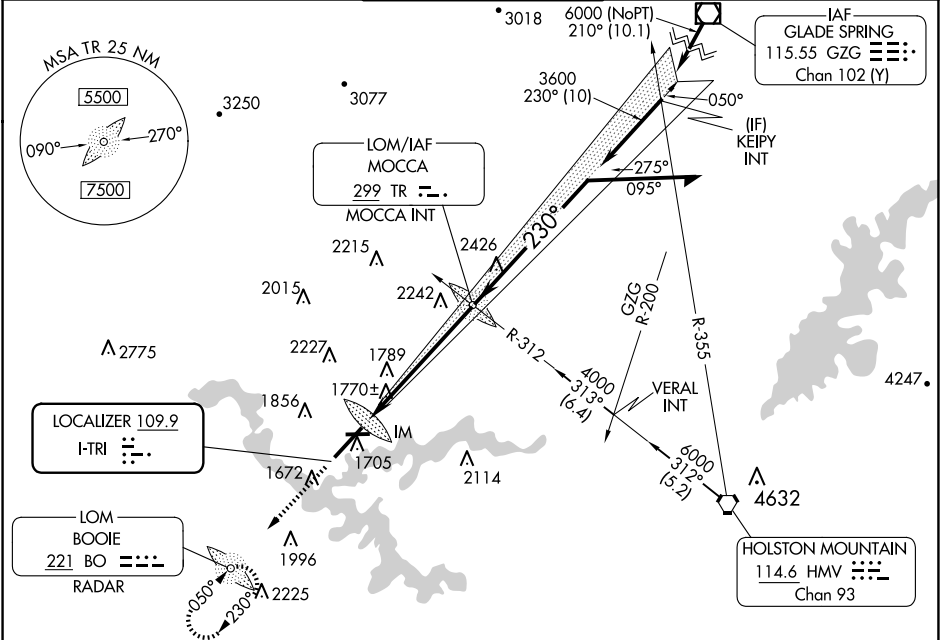 MSA TR 25 NM
5500
090°
270°
7500
3018
6000 (NoPT)
210° (10.1)
IAF
GLADE SPRING
115.55 GZG
Chan 102 (Y)
3250
3077
3600
230° (10)
050°
(IF)
KEIPY
INT
LOM/IAF
MOCCA
299 TR
MOCCA INT
275°
095°
230°
2215
2426
2015
2242
GZG
R-200
R-355
R-312
2775
2227
1789
1770±
4000
313°
(6.4)
VERAL
INT
4247
1856
LOCALIZER 109.9
I-TRI
IM
1705
1672
2114
6000
312°
(5.2)
4632
LOM
BOOIE
221 BO
RADAR
1996
050°
230°
2225
HOLSTON MOUNTAIN
114.6 HMV
Chan 93